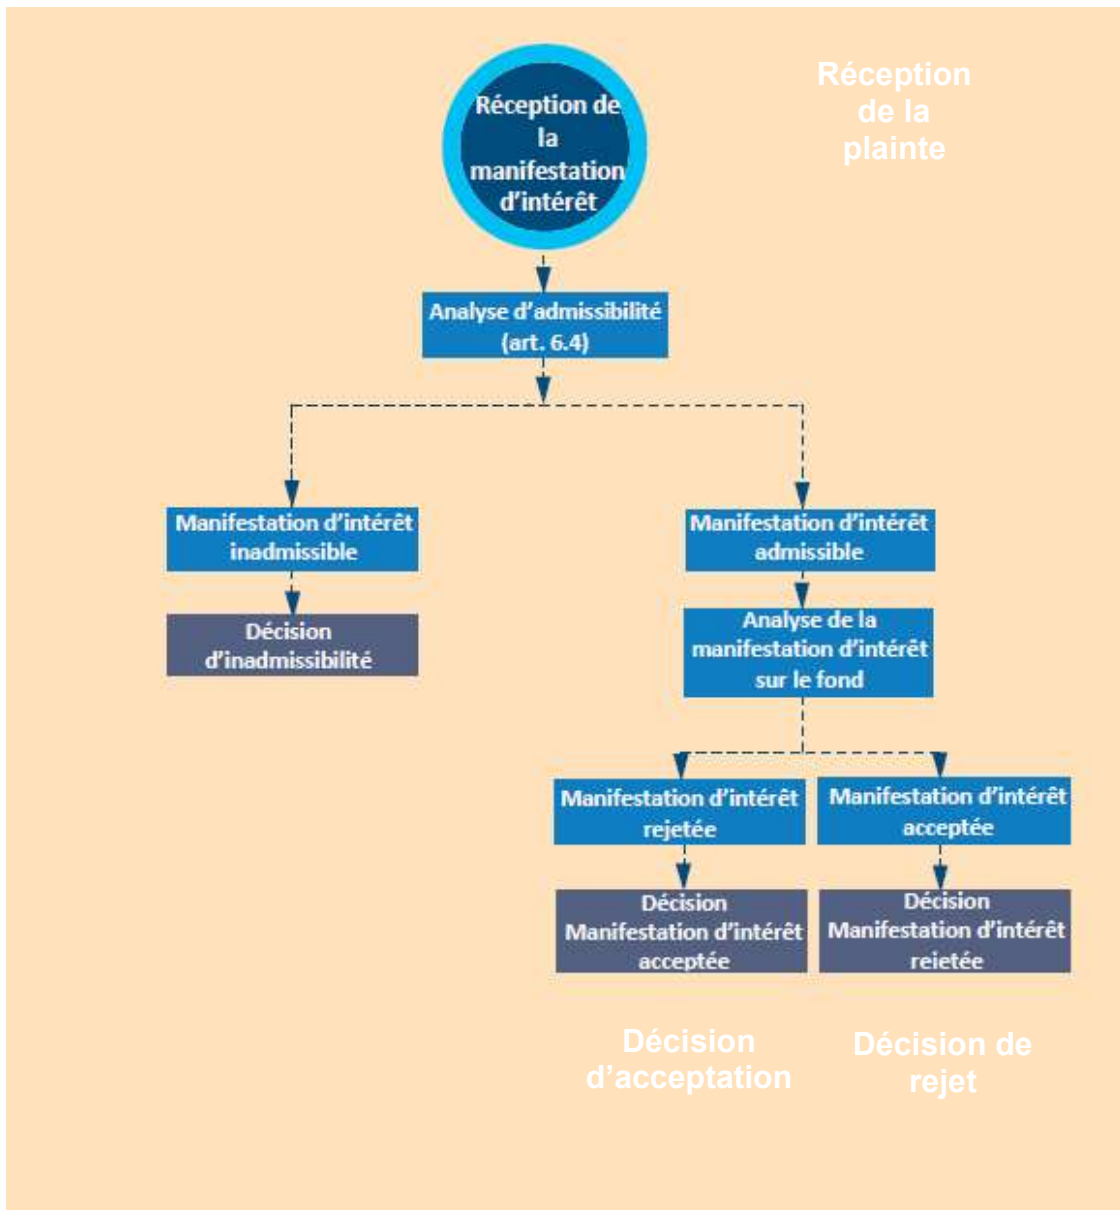 Réception de
la
manifestation
d'intérêt
Réception
de la
plainte
Analyse d'admissibilité
(art. 6.4)
Manifestation d'intérêt
inadmissible
Manifestation d'intérêt
admissible
Décision
d'inadmissibilité
Analyse de la
manifestation d'intérêt
sur le fond
Manifestation d'intérêt
rejetée
Manifestation d'intérêt
acceptée
Décision
Manifestation d'intérêt
acceptée
Décision
Manifestation d'intérêt
rejetée
Décision
d'acceptation
Décision de
rejet